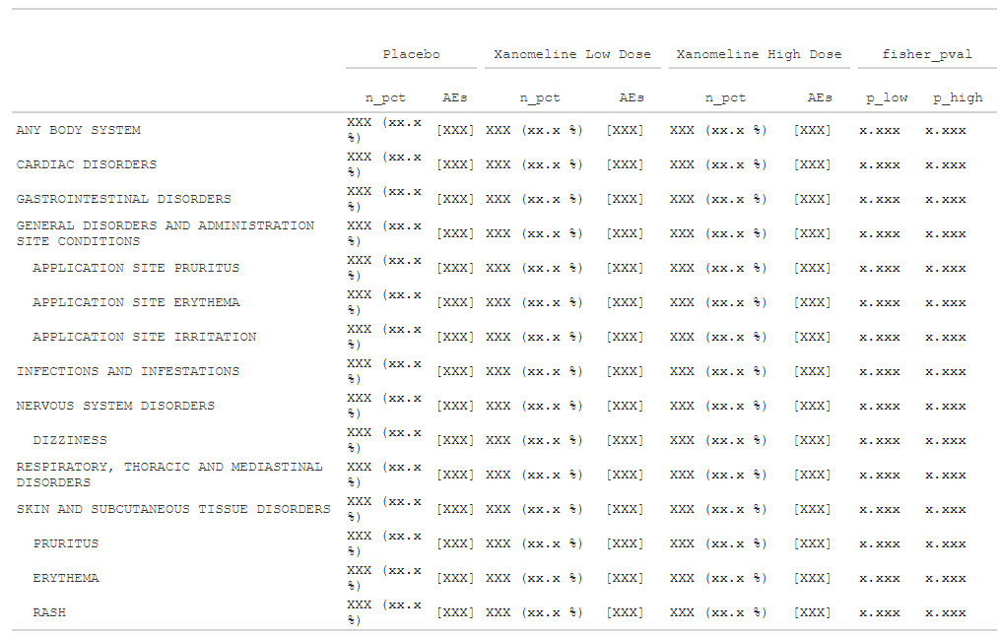 Placebo Xanomeline Low Dose Xanomeline High Dose fisher_pval
n_pct AEs n_pct AEs n_pct AEs p_low p_high
ANY BODY SYSTEM XXX (xx.x %) [XXX] XXX (xx.x %) [XXX] XXX (xx.x %) [XXX] x.xxx x.xxx
CARDIAC DISORDERS XXX (xx.x %) [XXX] XXX (xx.x %) [XXX] XXX (xx.x %) [XXX] x.xxx x.xxx
GASTROINTESTINAL DISORDERS XXX (xx.x %) [XXX] XXX (xx.x %) [XXX] XXX (xx.x %) [XXX] x.xxx x.xxx
GENERAL DISORDERS AND ADMINISTRATION SITE CONDITIONS XXX (xx.x %) [XXX] XXX (xx.x %) [XXX] XXX (xx.x %) [XXX] x.xxx x.xxx
APPLICATION SITE PRURITUS XXX (xx.x %) [XXX] XXX (xx.x %) [XXX] XXX (xx.x %) [XXX] x.xxx x.xxx
APPLICATION SITE ERYTHEMA XXX (xx.x %) [XXX] XXX (xx.x %) [XXX] XXX (xx.x %) [XXX] x.xxx x.xxx
APPLICATION SITE IRRITATION XXX (xx.x %) [XXX] XXX (xx.x %) [XXX] XXX (xx.x %) [XXX] x.xxx x.xxx
INFECTIONS AND INFESTATIONS XXX (xx.x %) [XXX] XXX (xx.x %) [XXX] XXX (xx.x %) [XXX] x.xxx x.xxx
NERVOUS SYSTEM DISORDERS XXX (xx.x %) [XXX] XXX (xx.x %) [XXX] XXX (xx.x %) [XXX] x.xxx x.xxx
DIZZINESS XXX (xx.x %) [XXX] XXX (xx.x %) [XXX] XXX (xx.x %) [XXX] x.xxx x.xxx
RESPIRATORY, THORACIC AND MEDIASTINAL DISORDERS XXX (xx.x %) [XXX] XXX (xx.x %) [XXX] XXX (xx.x %) [XXX] x.xxx x.xxx
SKIN AND SUBCUTANEOUS TISSUE DISORDERS XXX (xx.x %) [XXX] XXX (xx.x %) [XXX] XXX (xx.x %) [XXX] x.xxx x.xxx
PRURITUS XXX (xx.x %) [XXX] XXX (xx.x %) [XXX] XXX (xx.x %) [XXX] x.xxx x.xxx
ERYTHEMA XXX (xx.x %) [XXX] XXX (xx.x %) [XXX] XXX (xx.x %) [XXX] x.xxx x.xxx
RASH XXX (xx.x %) [XXX] XXX (xx.x %) [XXX] XXX (xx.x %) [XXX] x.xxx x.xxx